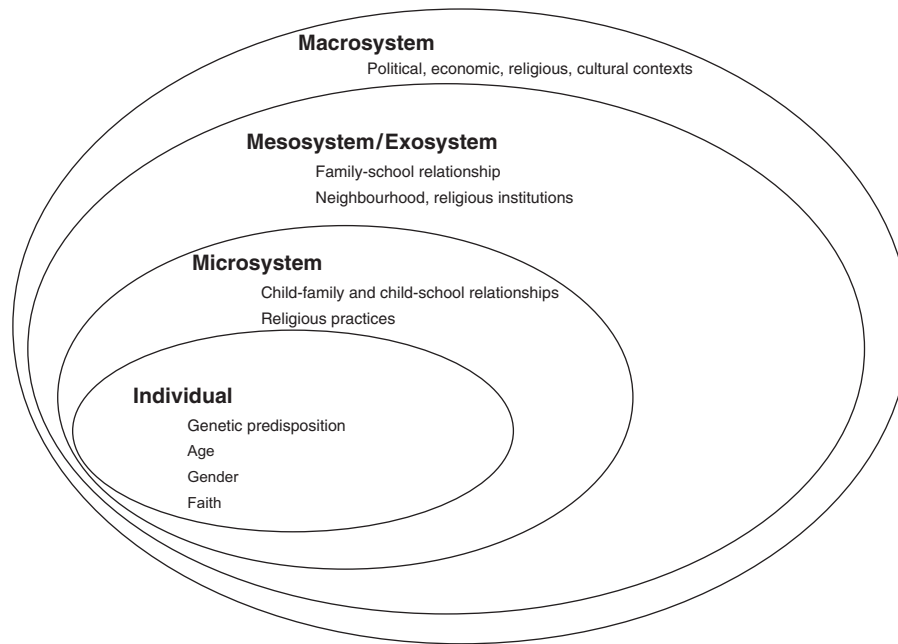 Macrosystem
Political, economic, religious, cultural contexts
Mesosystem/Exosystem
Family-school relationship
Neighbourhood, religious institutions
Microsystem
Child-family and child-school relationships
Religious practices
Individual
Genetic predisposition
Age
Gender
Faith